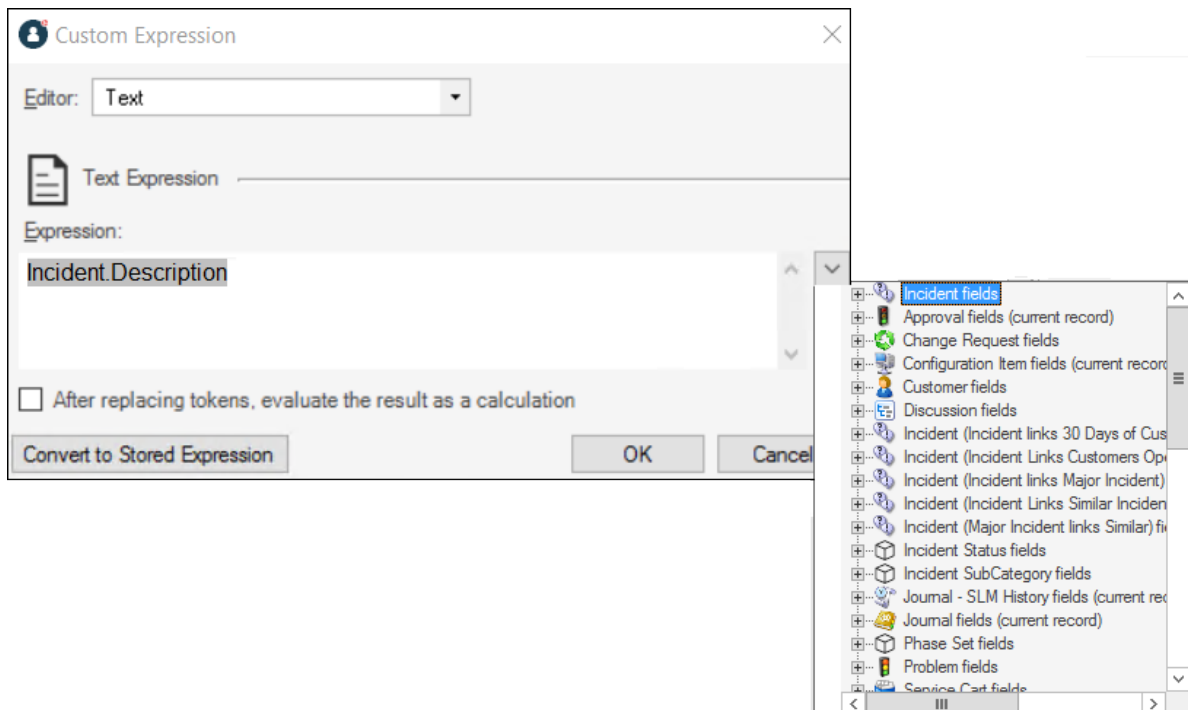 Custom Expression
Editor: Text
Text Expression
Expression:
Incident.Description
After replacing tokens, evaluate the result as a calculation
Convert to Stored Expression
OK
Cancel
Incident fields
Approval fields (current record)
Change Request fields
Configuration Item fields (current record
Customer fields
Discussion fields
Incident (Incident links 30 Days of Cus
Incident (Incident Links Customers Ope
Incident (Incident links Major Incident)
Incident (Incident Links Similar Inciden
Incident (Major Incident links Similar) fi
Incident Status fields
Incident SubCategory fields
Journal - SLM History fields (current rec
Journal fields (current record)
Phase Set fields
Problem fields
Service Cart fields